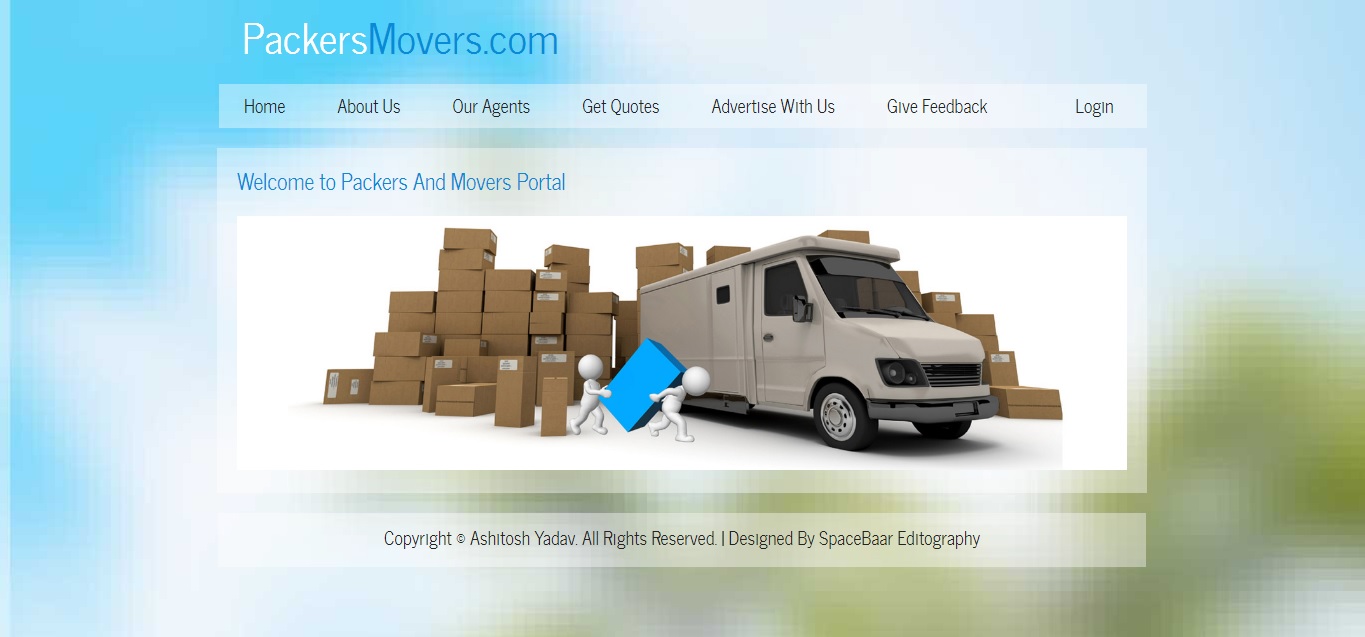 PackersMovers.com
Home About Us Our Agents Get Quotes Advertise With Us Give Feedback Login
Welcome to Packers And Movers Portal
Copyright © Ashitosh Yadav. All Rights Reserved. | Designed By SpaceBaar Editography